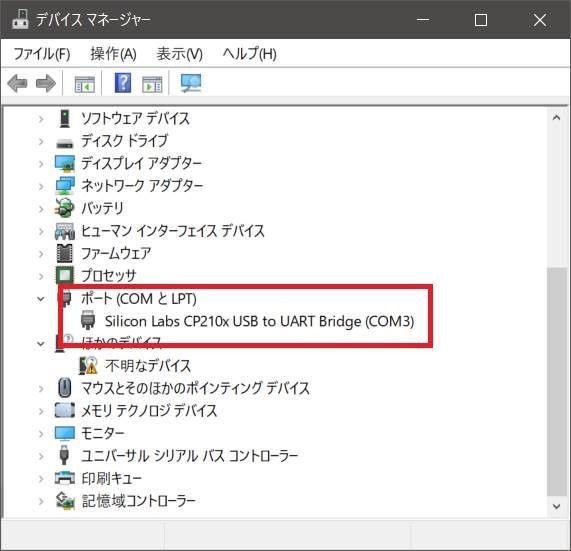 デバイス マネージャー
ファイル(F) 操作(A) 表示(V) ヘルプ(H)
ソフトウェア デバイス
ディスク ドライブ
ディスプレイ アダプター
ネットワーク アダプター
バッテリ
ヒューマン インターフェイス デバイス
ファームウェア
プロセッサ
ポート (COM と LPT)
Silicon Labs CP210x USB to UART Bridge (COM3)
ほかのデバイス
不明なデバイス
マウスとそのほかのポインティング デバイス
メモリ テクノロジ デバイス
モニター
ユニバーサル シリアル バス コントローラー
印刷キュー
記憶域コントローラー